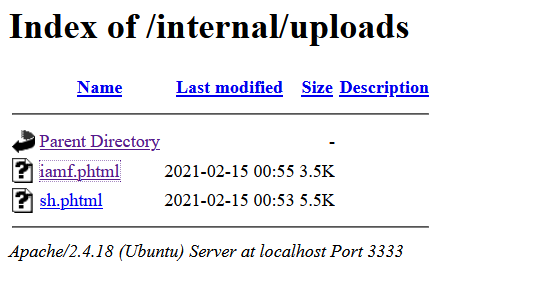 Index of /internal/uploads
Name Last modified Size Description
Parent Directory -
iamf.phtml 2021-02-15 00:55 3.5K
sh.phtml 2021-02-15 00:53 5.5K
Apache/2.4.18 (Ubuntu) Server at localhost Port 3333